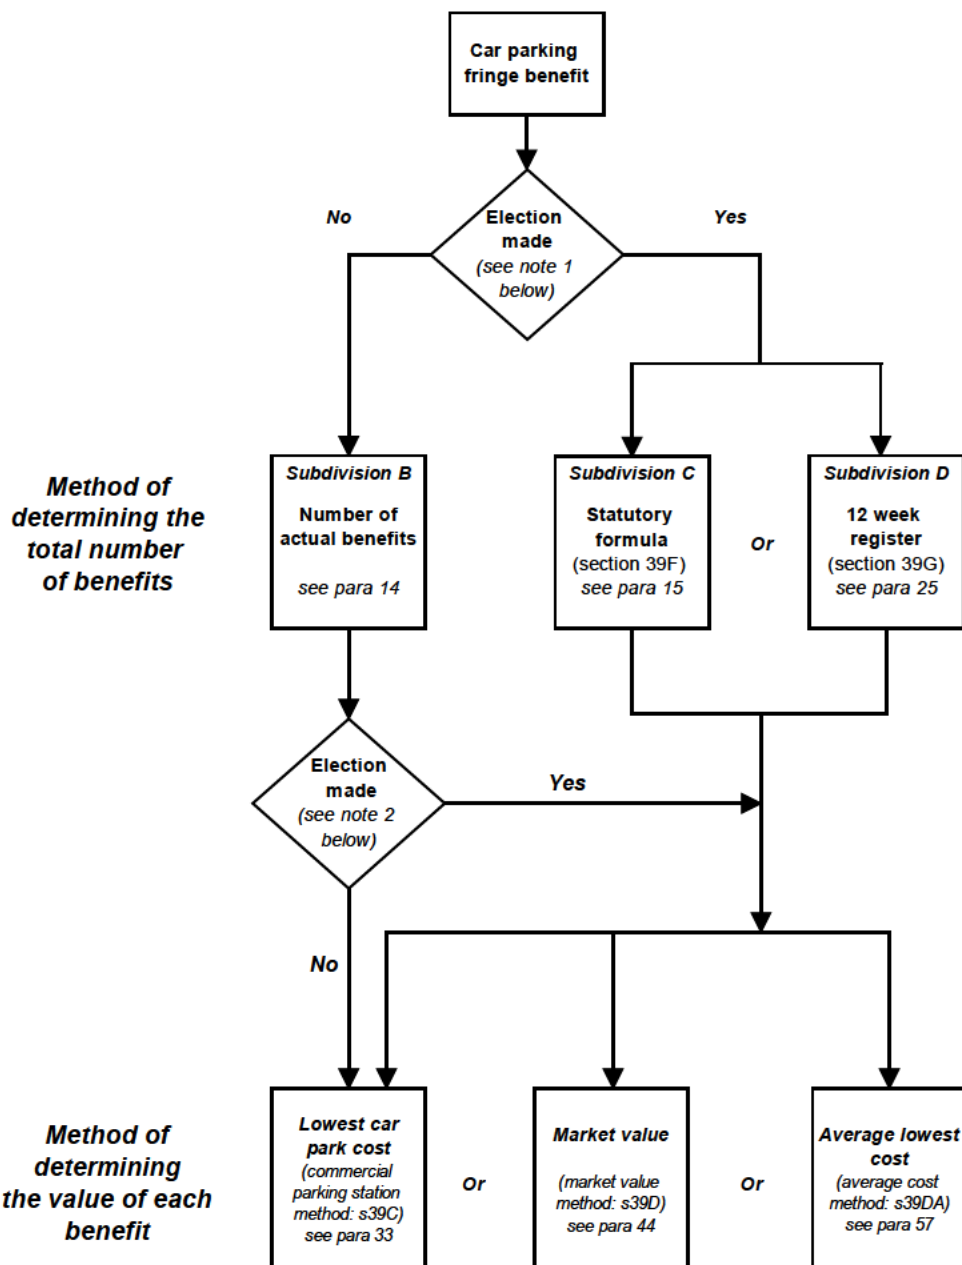 Car parking
fringe benefit
No
Election
made
(see note 1
below)
Yes
Method of
determining the
total number
of benefits
Subdivision B
Number of
actual benefits
see para 14
Subdivision C
Statutory
formula
(section 39F)
see para 15
Or
Subdivision D
12 week
register
(section 39G)
see para 25
Election
made
(see note 2
below)
Yes
No
Method of
determining
the value of each
benefit
Lowest car
park cost
(commercial
parking station
method: s39C)
see para 33
Or
Market value
(market value
method: s39D)
see para 44
Or
Average lowest
cost
(average cost
method: s39DA)
see para 57